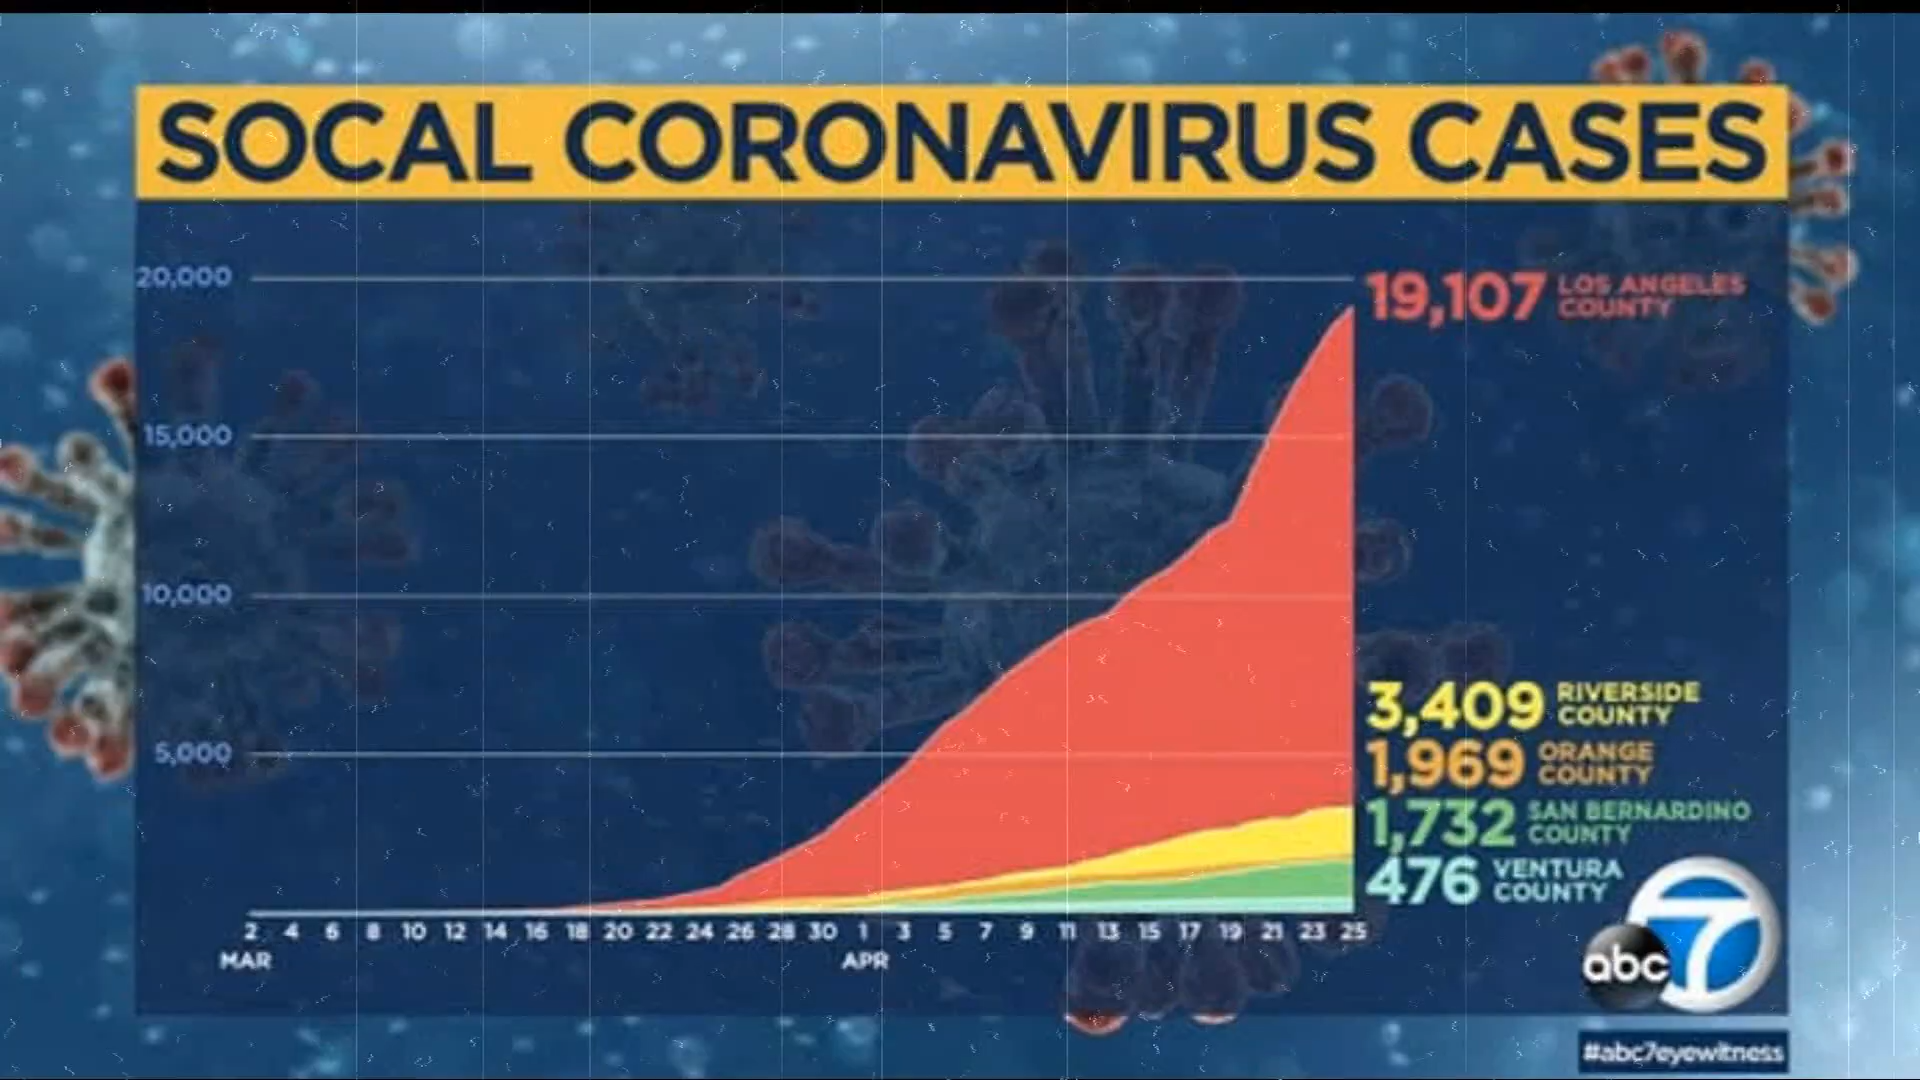 SOCAL CORONAVIRUS CASES
20,000
15,000
10,000
5,000
19,107 LOS ANGELES COUNTY
3,409 RIVERSIDE COUNTY
1,969 ORANGE COUNTY
1,732 SAN BERNARDINO COUNTY
476 VENTURA COUNTY
2 4 6 8 10 12 14 16 18 20 22 24 26 28 30 1 3 5 7 9 11 13 15 17 19 21 23 25
MAR APR
abc 7
#abc7eyewitness